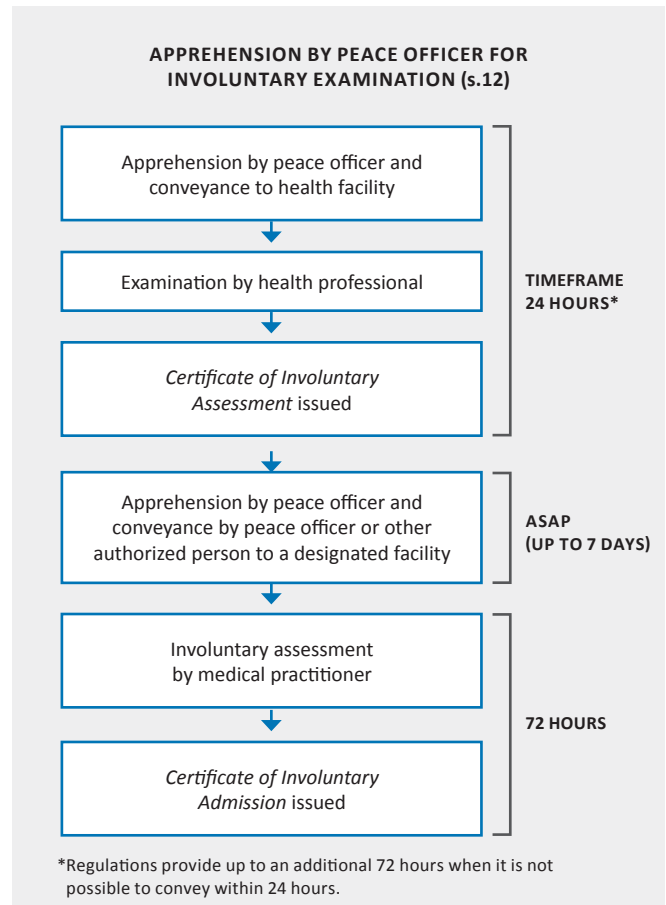 APPREHENSION BY PEACE OFFICER FOR
INVOLUNTARY EXAMINATION (s.12)
Apprehension by peace officer and
conveyance to health facility
Examination by health professional
Certificate of Involuntary
Assessment issued
TIMEFRAME
24 HOURS*
Apprehension by peace officer and
conveyance by peace officer or other
authorized person to a designated facility
ASAP
(UP TO 7 DAYS)
Involuntary assessment
by medical practitioner
Certificate of Involuntary
Admission issued
72 HOURS
*Regulations provide up to an additional 72 hours when it is not
possible to convey within 24 hours.